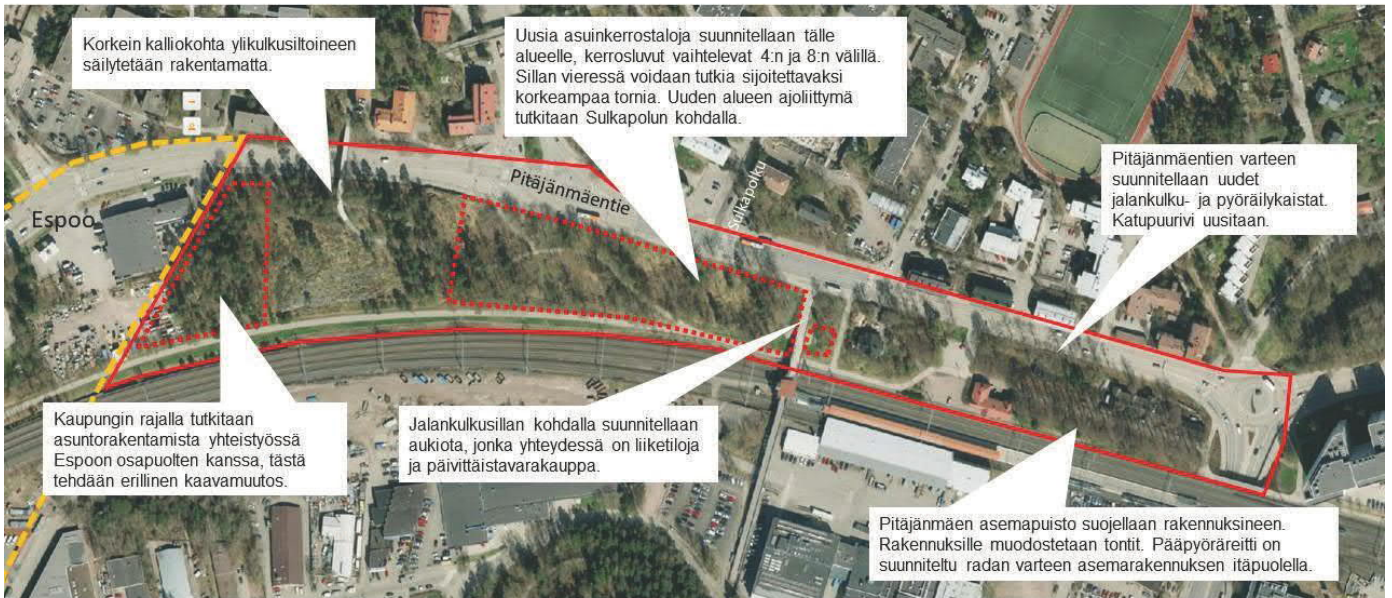 Korkein kalliokohta ylikulkusiltoineen
säilytetään rakentamatta.
Uusia asuinkerrostaloja suunnitellaan tälle
alueelle, kerrosluvut vaihtelevat 4:n ja 8:n välillä.
Sillan vieressä voidaan tutkia sijoitettavaksi
korkeampaa tornia. Uuden alueen ajoliittymä
tutkitaan Sulkapolun kohdalla.
Pitäjänmäentien varteen
suunnitellaan uudet
jalankulku- ja pyöräilykaistat.
Katupuurivi uusitaan.
Espoo
Pitäjänmäentie
Sulkapolku
Kaupungin rajalla tutkitaan
asuntorakentamista yhteistyössä
Espoon osapuolten kanssa, tästä
tehdään erillinen kaavamuutos.
Jalankulkusillan kohdalla suunnitellaan
aukiota, jonka yhteydessä on liiketiloja
ja päivittäistavarakauppa.
Pitäjänmäen asemapuisto suojellaan rakennuksineen.
Rakennuksille muodostetaan tontit. Pääpyöräreitti on
suunniteltu radan varteen asemarakennuksen itäpuolella.